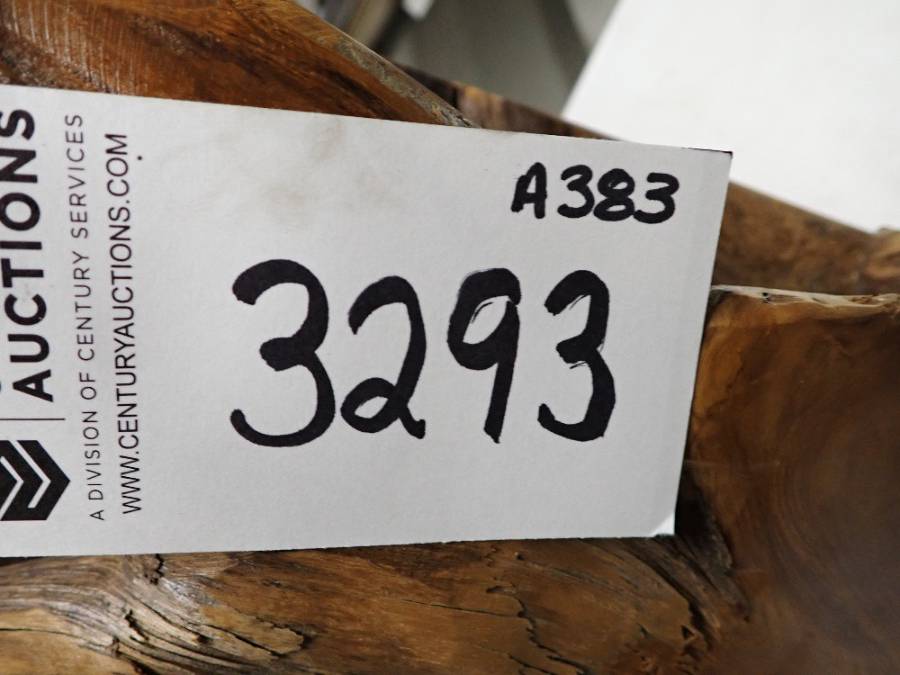 AUCTIONS
A DIVISION OF CENTURY SERVICES
WWW.CENTURYAUCTIONS.COM
A383
3293